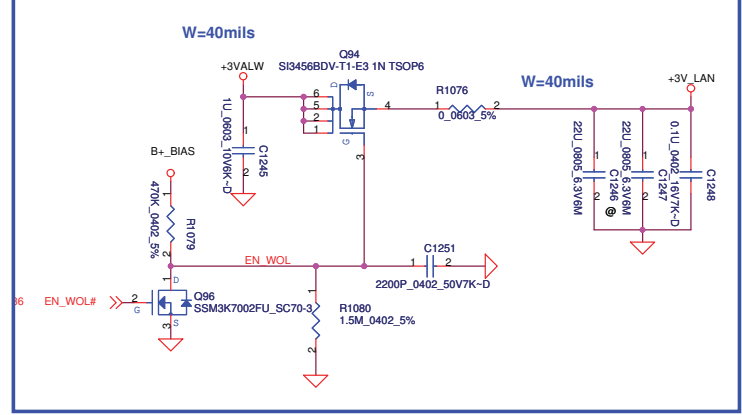 W=40mils
Q94
+3VALW
SI3456BDV-T1-E3 1N TSOP6
W=40mils
+3V_LAN
R1076
D
S
G
6
5
2
1
4
3
1
2
0_0603_5%
1U_0603_10V6K~D
1
2
C1245
B+_BIAS
22U_0805_6.3V6M
1
2
C1246
@
22U_0805_6.3V6M
1
2
C1247
0.1U_0402_16V7K~D
1
2
C1248
470K_0402_5%
1
2
R1079
EN_WOL
C1251
1
2
2200P_0402_50V7K~D
36
EN_WOL#
2
G
1
D
3
S
Q96
SSM3K7002FU_SC70-3
1
2
R1080
1.5M_0402_5%